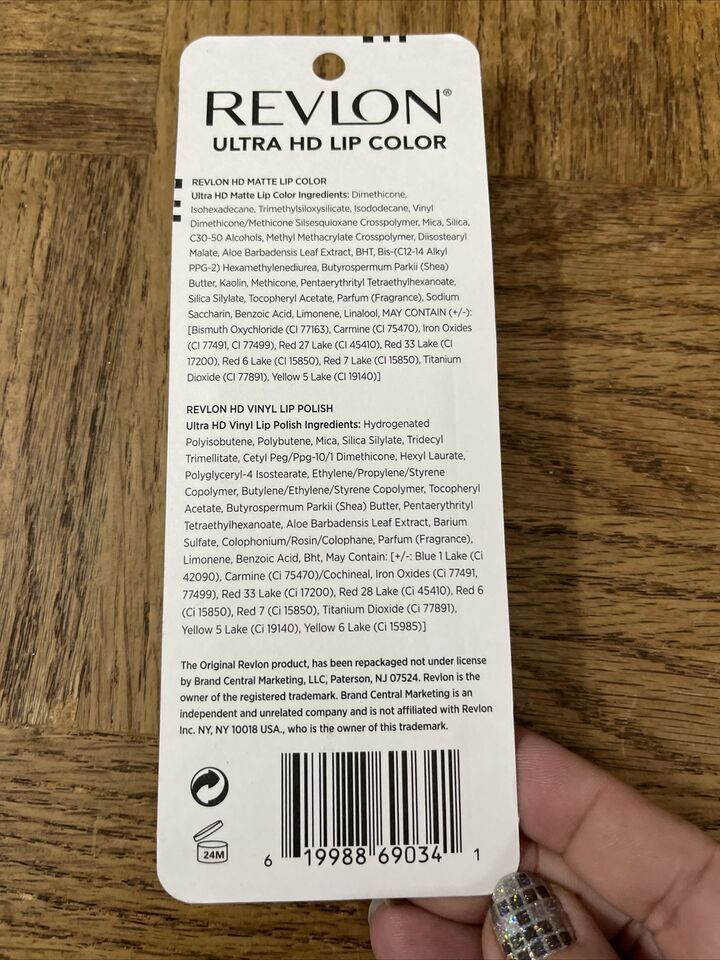 REVLON®
ULTRA HD LIP COLOR
REVLON HD MATTE LIP COLOR
Ultra HD Matte Lip Color Ingredients: Dimethicone,
Isohexadecane, Trimethylsiloxysilicate, Isododecane, Vinyl
Dimethicone/Methicone Silsesquioxane Crosspolymer, Mica, Silica,
C30-50 Alcohols, Methyl Methacrylate Crosspolymer, Diisostearyl
Malate, Aloe Barbadensis Leaf Extract, BHT, Bis-(C12-14 Alkyl
PPG-2) Hexamethylenediurea, Butyrospermum Parkii (Shea)
Butter, Kaolin, Methicone, Pentaerythrityl Tetraethylhexanoate,
Silica Silylate, Tocopheryl Acetate, Parfum (Fragrance), Sodium
Saccharin, Benzoic Acid, Limonene, Linalool, MAY CONTAIN (+/-):
[Bismuth Oxychloride (CI 77163), Carmine (CI 75470), Iron Oxides
(CI 77491, CI 77499), Red 27 Lake (CI 45410), Red 33 Lake (CI
17200), Red 6 Lake (CI 15850), Red 7 Lake (CI 15850), Titanium
Dioxide (CI 77891), Yellow 5 Lake (CI 19140)]
REVLON HD VINYL LIP POLISH
Ultra HD Vinyl Lip Polish Ingredients: Hydrogenated
Polyisobutene, Polybutene, Mica, Silica Silylate, Tridecyl
Trimellitate, Cetyl Peg/Ppg-10/1 Dimethicone, Hexyl Laurate,
Polyglyceryl-4 Isostearate, Ethylene/Propylene/Styrene
Copolymer, Butylene/Ethylene/Styrene Copolymer, Tocopheryl
Acetate, Butyrospermum Parkii (Shea) Butter, Pentaerythrityl
Tetraethylhexanoate, Aloe Barbadensis Leaf Extract, Barium
Sulfate, Colophonium/Rosin/Colophane, Parfum (Fragrance),
Limonene, Benzoic Acid, Bht, May Contain: [+/-: Blue 1 Lake (Ci
42090), Carmine (Ci 75470)/Cochineal, Iron Oxides (Ci 77491,
77499), Red 33 Lake (Ci 17200), Red 28 Lake (Ci 45410), Red 6
(Ci 15850), Red 7 (Ci 15850), Titanium Dioxide (Ci 77891),
Yellow 5 Lake (Ci 19140), Yellow 6 Lake (Ci 15985)]
The Original Revlon product, has been repackaged not under license
by Brand Central Marketing, LLC, Paterson, NJ 07524. Revlon is the
owner of the registered trademark. Brand Central Marketing is an
independent and unrelated company and is not affiliated with Revlon
Inc. NY, NY 10018 USA., who is the owner of this trademark.
24M
6 19988 69034 1